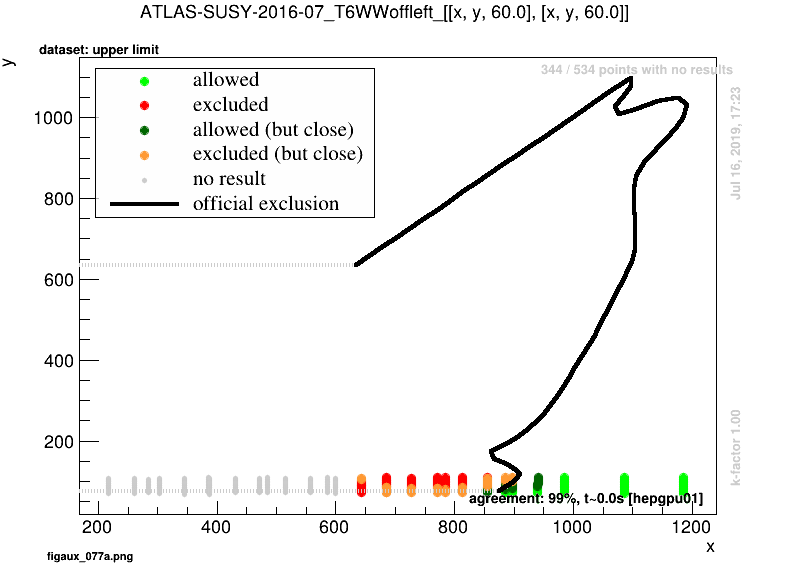 ATLAS-SUSY-2016-07_T6WWoffleft_[[x, y, 60.0], [x, y, 60.0]]
dataset: upper limit
y
344 / 534 points with no results
allowed
excluded
allowed (but close)
excluded (but close)
no result
official exclusion
Jul 16, 2019, 17:23
1000
800
600
400
200
k-factor 1.00
agreement: 99%, t~0.0s [hepgpu01]
200 400 600 800 1000 1200
x
figaux_077a.png